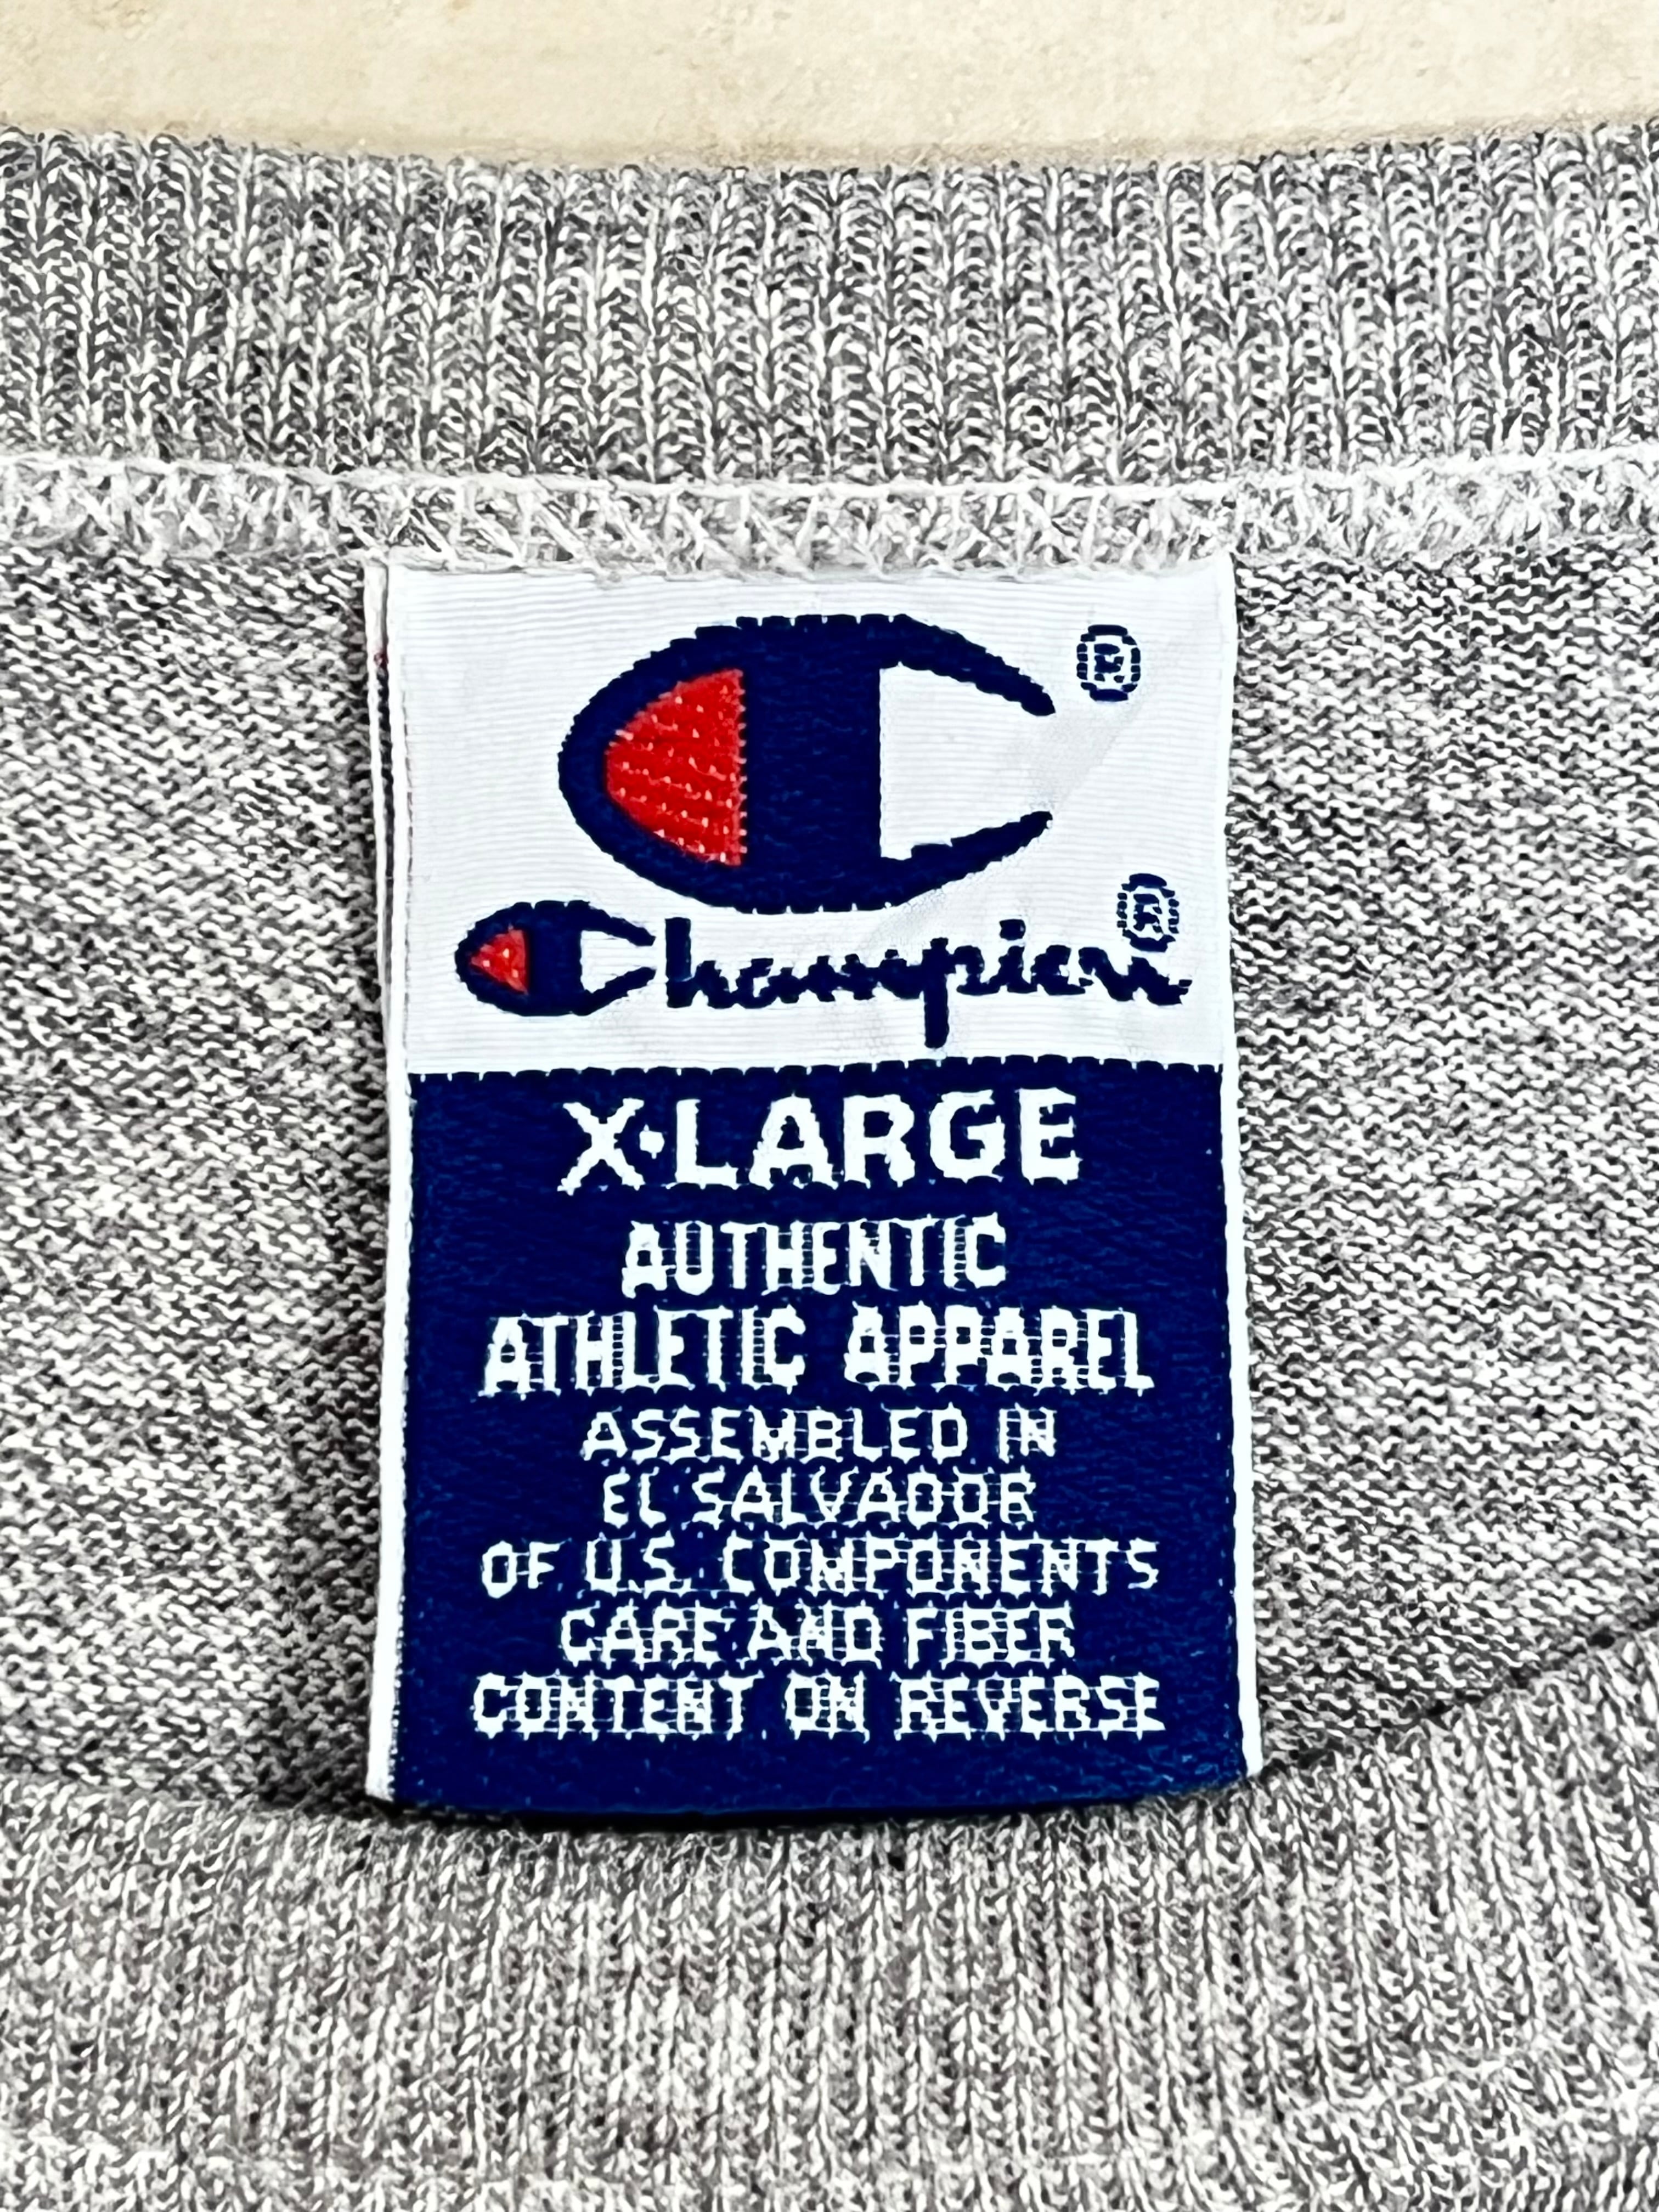 ®
Champion®
X-LARGE
AUTHENTIC
ATHLETIC APPAREL
ASSEMBLED IN
EL SALVADOR
OF U.S. COMPONENTS
CARE AND FIBER
CONTENT ON REVERSE